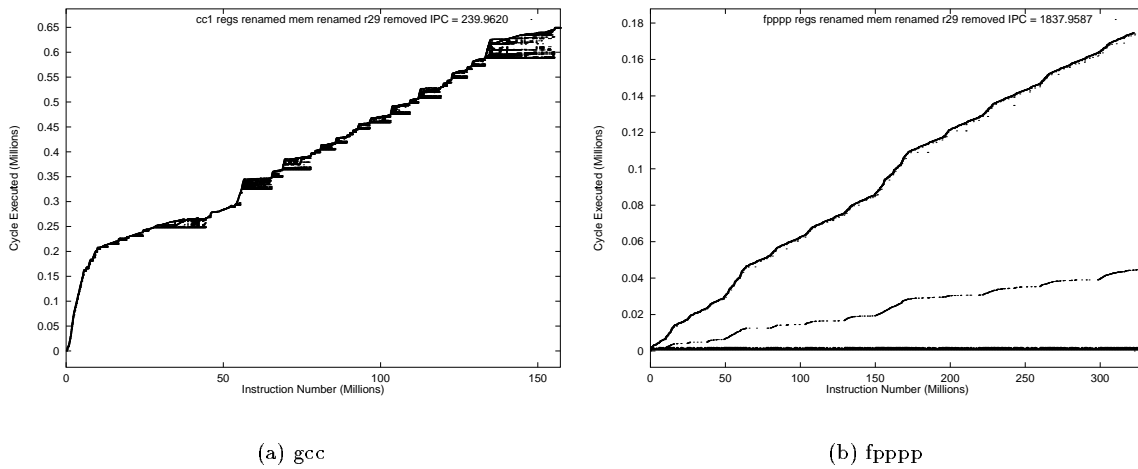 cc1 regs renamed mem renamed r29 removed IPC = 239.9620
Cycle Executed (Millions)
0.65
0.6
0.55
0.5
0.45
0.4
0.35
0.3
0.25
0.2
0.15
0.1
0.05
0
0 50 100 150
Instruction Number (Millions)
(a) gcc
fpppp regs renamed mem renamed r29 removed IPC = 1837.9587
Cycle Executed (Millions)
0.18
0.16
0.14
0.12
0.1
0.08
0.06
0.04
0.02
0
0 50 100 150 200 250 300
Instruction Number (Millions)
(b) fpppp